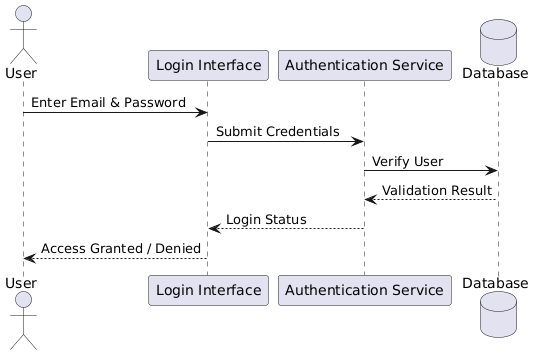 User
Login Interface
Authentication Service
Database
Enter Email & Password
Submit Credentials
Verify User
Validation Result
Login Status
Access Granted / Denied
User
Login Interface
Authentication Service
Database